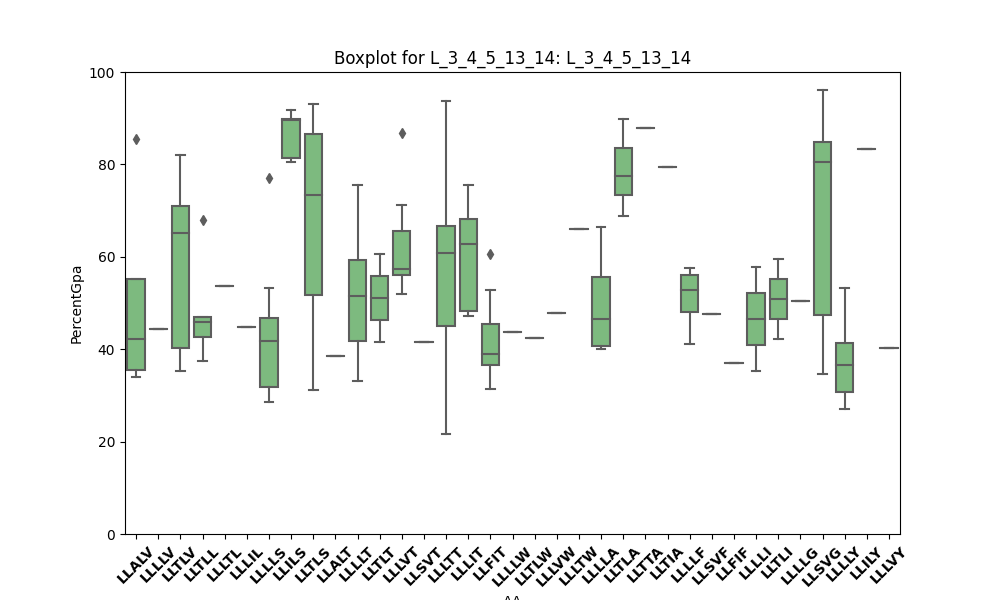 Boxplot for L_3_4_5_13_14: L_3_4_5_13_14
100
80
60
40
20
0
PercentGpa
LLALV
LLLLV
LLTLV
LLTLL
LLLTL
LLLIL
LLLLS
LLILS
LLTLS
LLALT
LLLLT
LLTLT
LLLVT
LLSVT
LLLTT
LLLIT
LLFIT
LLLLW
LLTLW
LLLVW
LLLTW
LLLLA
LLTLA
LLTTA
LLTIA
LLLLF
LLSVF
LLFIF
LLLLI
LLTLI
LLLLG
LLSVG
LLLLY
LLILY
LLLVY